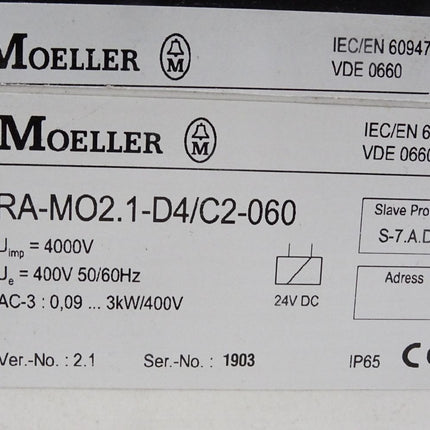 MOELLER M IEC/EN 60947
VDE 0660
MOELLER M IEC/EN 6
VDE 0660
RA-MO2.1-D4/C2-060
Slave Pro
S-7.A.D
Uimp = 4000V
Ue = 400V 50/60Hz
AC-3 : 0,09 ... 3kW/400V
24V DC
Adress
Ver.-No. : 2.1 Ser.-No. : 1903 IP65 CE